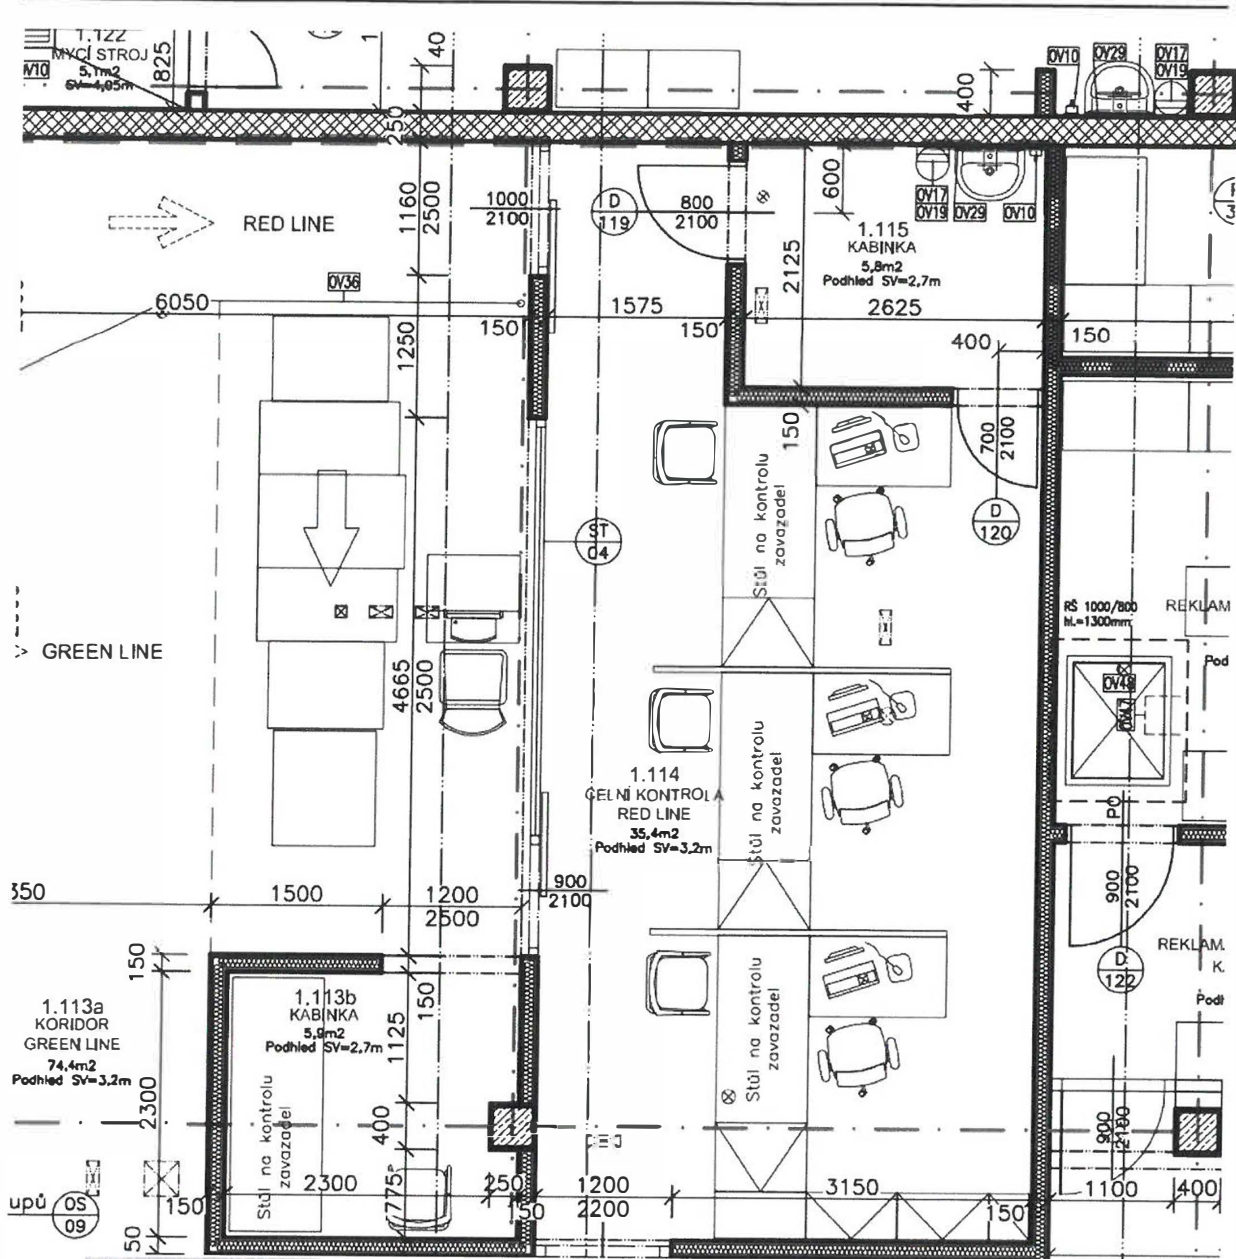 1.122
MYCÍ STROJ
5,1m2
SV=4,05m
825
1
40
OV10
OV29
OV17
OV19
400
250
1160
2500
RED LINE
1000
2100
D
119
800
2100
600
OV17
OV19
OV29
OV10
1.115
KABINKA
5,8m2
Podhled SV=2,7m
2125
OV36
6050
150
1575
150
2625
400
150
1250
150
700
2100
D
120
ST
04
Stůl na kontrolu
zavazadel
GREEN LINE
4665
2500
RŠ 1000/800
hl.=1300mm
REKLAM
Pod
OV48
OV47
PO
1.114
CELNÍ KONTROLA
RED LINE
35,4m2
Podhled SV=3,2m
Stůl na kontrolu
zavazadel
350
1500
1200
2500
900
2100
900
2100
D
122
REKLAM.
K.
Podh
150
150
1.113a
KORIDOR
GREEN LINE
74,4m2
Podhled SV=3,2m
1.113b
KABINKA
5,9m2
Podhled SV=2,7m
1125
2300
400
Stůl na kontrolu
zavazadel
Stůl na kontrolu
zavazadel
900
2100
upů
OS
09
150
2300
775
250
50
1200
2200
3150
150
1100
400
50